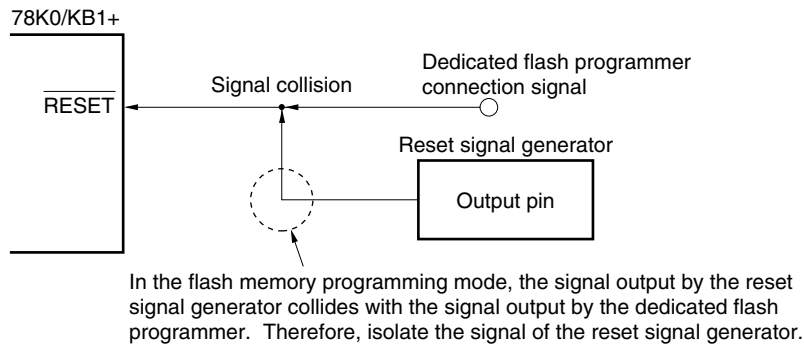 78K0/KB1+
Dedicated flash programmer
connection signal
Signal collision
RESET
Reset signal generator
Output pin
In the flash memory programming mode, the signal output by the reset
signal generator collides with the signal output by the dedicated flash
programmer.  Therefore, isolate the signal of the reset signal generator.